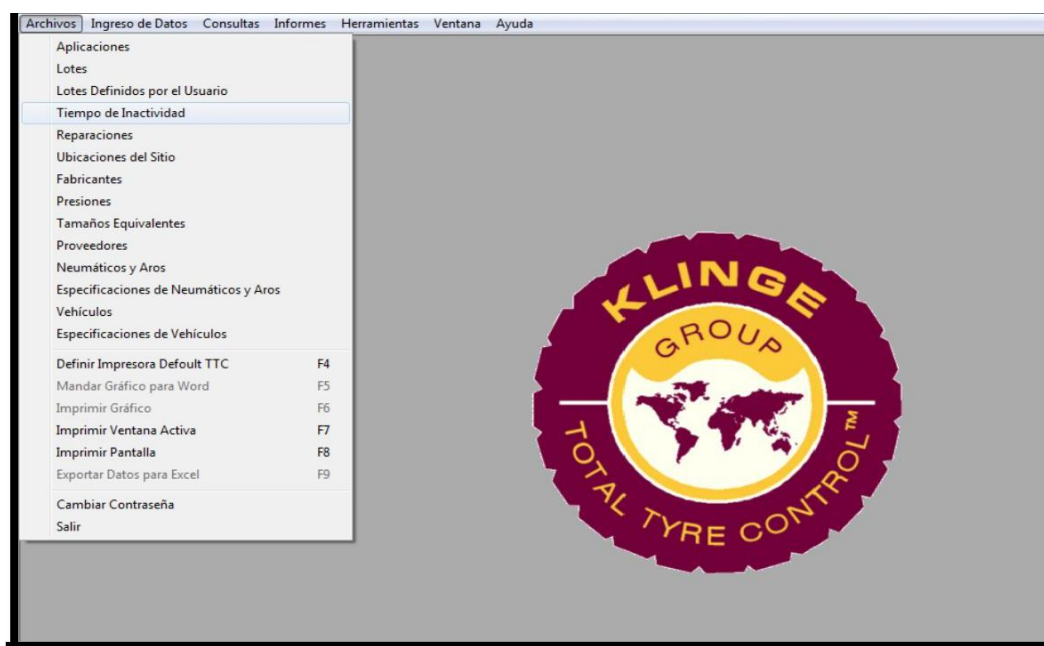 Archivos Ingreso de Datos Consultas Informes Herramientas Ventana Ayuda
Aplicaciones
Lotes
Lotes Definidos por el Usuario
Tiempo de Inactividad
Reparaciones
Ubicaciones del Sitio
Fabricantes
Presiones
Tamaños Equivalentes
Proveedores
Neumáticos y Aros
Especificaciones de Neumáticos y Aros
Vehículos
Especificaciones de Vehículos
Definir Impresora Defoult TTC F4
Mandar Gráfico para Word F5
Imprimir Gráfico F6
Imprimir Ventana Activa F7
Imprimir Pantalla F8
Exportar Datos para Excel F9
Cambiar Contraseña
Salir
KLINGE
GROUP
TOTAL TYRE CONTROL™